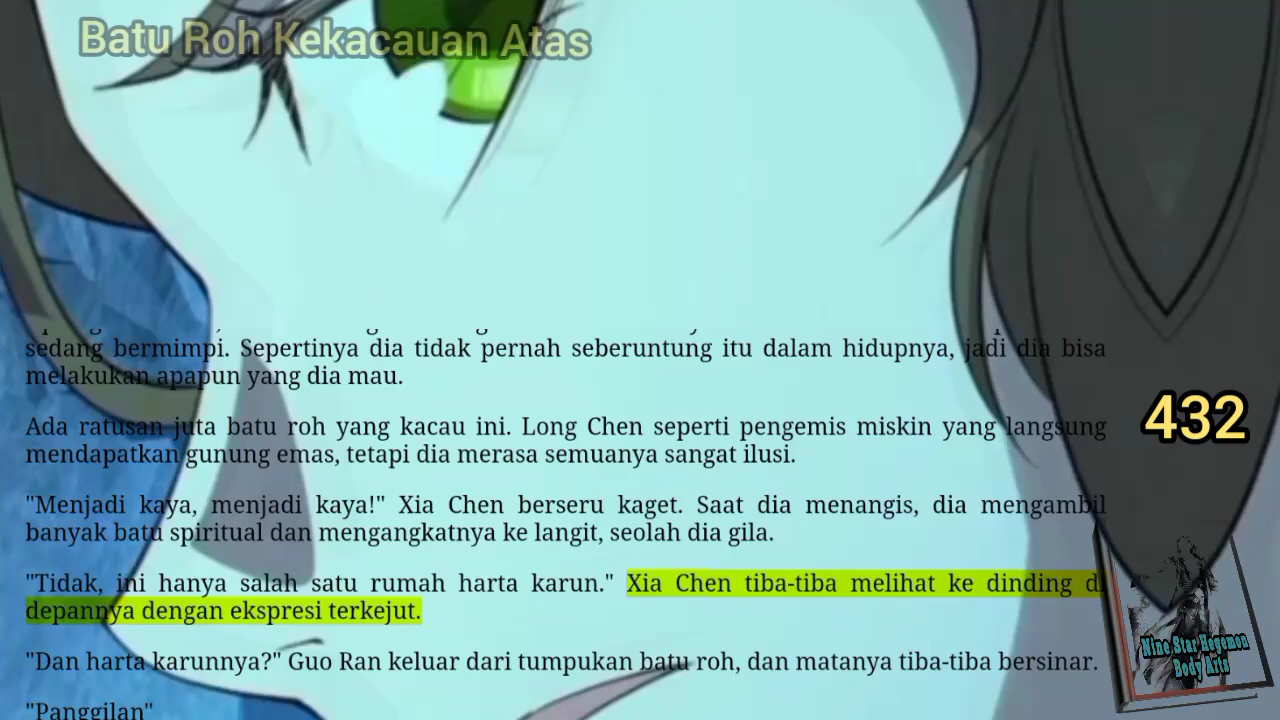 Batu Roh Kekacauan Atas
sedang bermimpi. Sepertinya dia tidak pernah seberuntung itu dalam hidupnya, jadi dia bisa
melakukan apapun yang dia mau.
Ada ratusan juta batu roh yang kacau ini. Long Chen seperti pengemis miskin yang langsung
mendapatkan gunung emas, tetapi dia merasa semuanya sangat ilusi.
432
"Menjadi kaya, menjadi kaya!" Xia Chen berseru kaget. Saat dia menangis, dia mengambil
banyak batu spiritual dan mengangkatnya ke langit, seolah dia gila.
"Tidak, ini hanya salah satu rumah harta karun." Xia Chen tiba-tiba melihat ke dinding di
depannya dengan ekspresi terkejut.
"Dan harta karunnya?" Guo Ran keluar dari tumpukan batu roh, dan matanya tiba-tiba bersinar.
"Panggilan"
Nine Star Hegemon
Body Arts